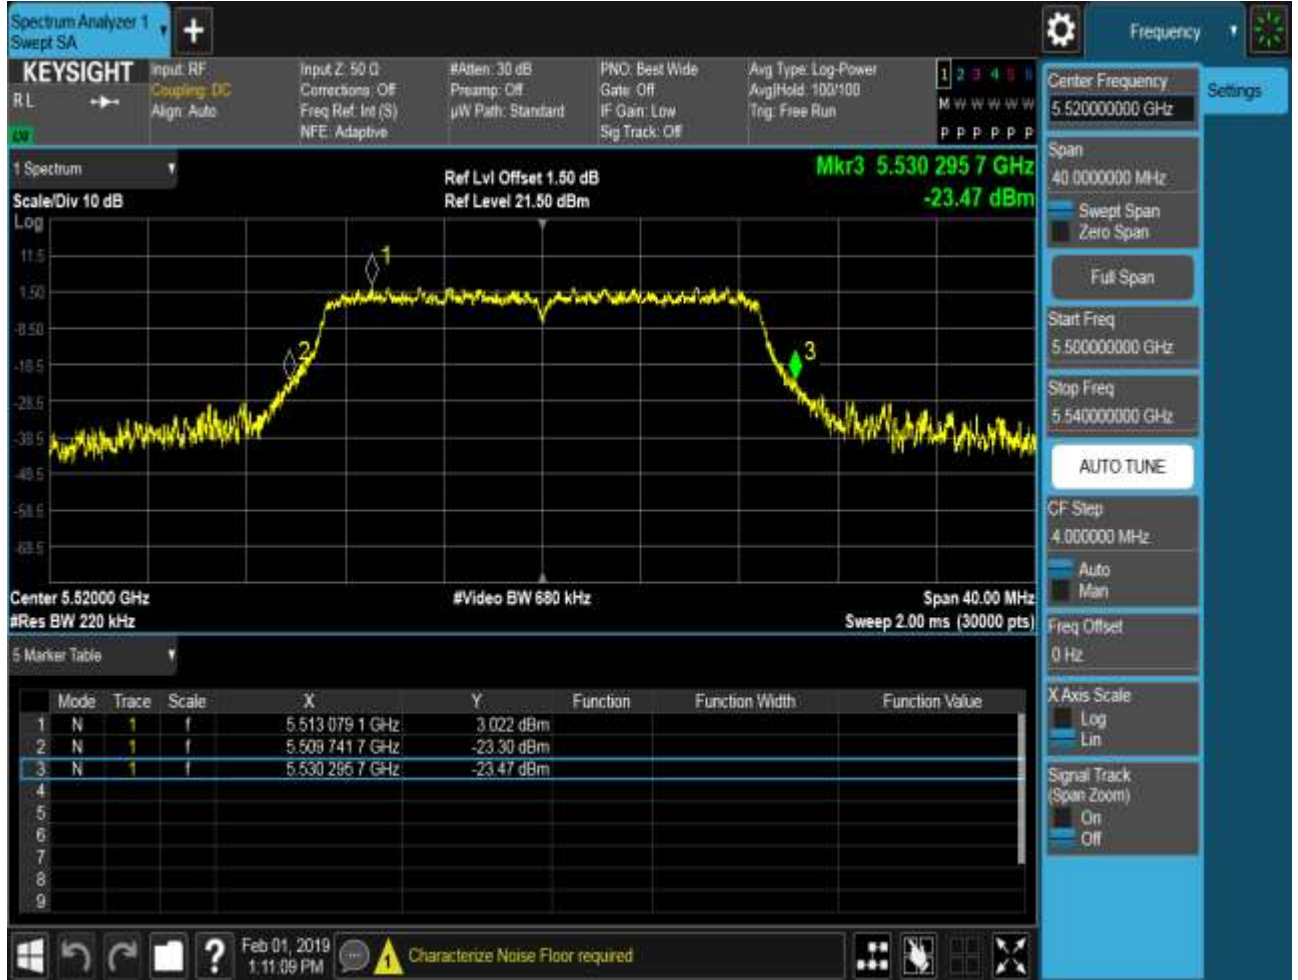 Spectrum Analyzer 1
Swept SA
+
Frequency
KEYSIGHT
RL
Input: RF
Coupling: DC
Align: Auto
Input Z: 50 Ω
Corrections: Off
Freq Ref: Int (S)
NFE: Adaptive
#Atten: 30 dB
Preamp: Off
µW Path: Standard
PNO: Best Wide
Gate: Off
IF Gain: Low
Sig Track: Off
Avg Type: Log-Power
Avg|Hold: 100/100
Trig: Free Run
1 2 3 4 5 6
M W W W W W
P P P P P P
1 Spectrum
Scale/Div 10 dB
Ref Lvl Offset 1.50 dB
Ref Level 21.50 dBm
Mkr3 5.530 295 7 GHz
-23.47 dBm
Log
11.5
1.50
-8.50
-18.5
-28.5
-38.5
-48.5
-58.5
-68.5
1
2
3
Center 5.52000 GHz
#Res BW 220 kHz
#Video BW 680 kHz
Span 40.00 MHz
Sweep 2.00 ms (30000 pts)
5 Marker Table
Mode Trace Scale X Y Function Function Width Function Value
1 N 1 f 5.513 079 1 GHz 3.022 dBm
2 N 1 f 5.509 741 7 GHz -23.30 dBm
3 N 1 f 5.530 295 7 GHz -23.47 dBm
4
5
6
7
8
9
Center Frequency
5.520000000 GHz
Span
40.0000000 MHz
Swept Span
Zero Span
Full Span
Start Freq
5.500000000 GHz
Stop Freq
5.540000000 GHz
AUTO TUNE
CF Step
4.000000 MHz
Auto
Man
Freq Offset
0 Hz
X Axis Scale
Log
Lin
Signal Track
(Span Zoom)
On
Off
Settings
?
Feb 01, 2019
1:11:09 PM
1
Characterize Noise Floor required